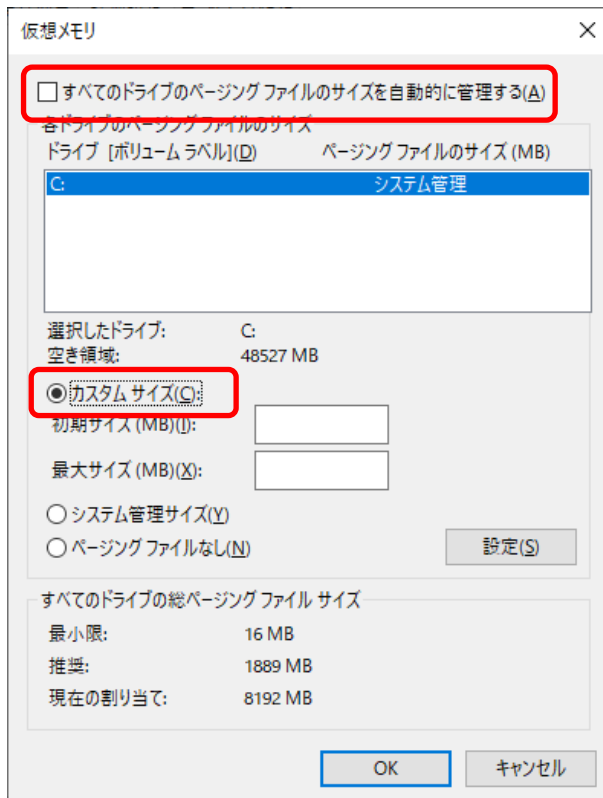 仮想メモリ
すべてのドライブのページング ファイルのサイズを自動的に管理する(A)
各ドライブのページング ファイルのサイズ
ドライブ [ボリューム ラベル](D) ページング ファイルのサイズ (MB)
C: システム管理
選択したドライブ: C:
空き領域: 48527 MB
カスタム サイズ(C):
初期サイズ (MB)(I):
最大サイズ (MB)(X):
システム管理サイズ(Y)
ページング ファイルなし(N) 設定(S)
すべてのドライブの総ページング ファイル サイズ
最小限: 16 MB
推奨: 1889 MB
現在の割り当て: 8192 MB
OK キャンセル